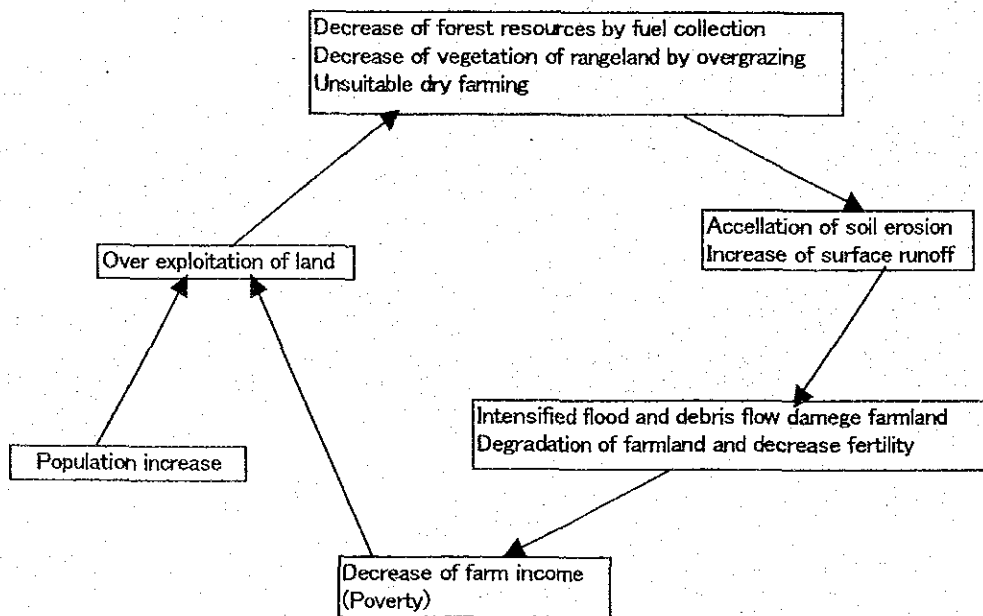 Decrease of forest resources by fuel collection
Decrease of vegetation of rangeland by overgrazing
Unsuitable dry farming
Accellation of soil erosion
Increase of surface runoff
Over exploitation of land
Intensified flood and debris flow damege farmland
Degradation of farmland and decrease fertility
Population increase
Decrease of farm income
(Poverty)